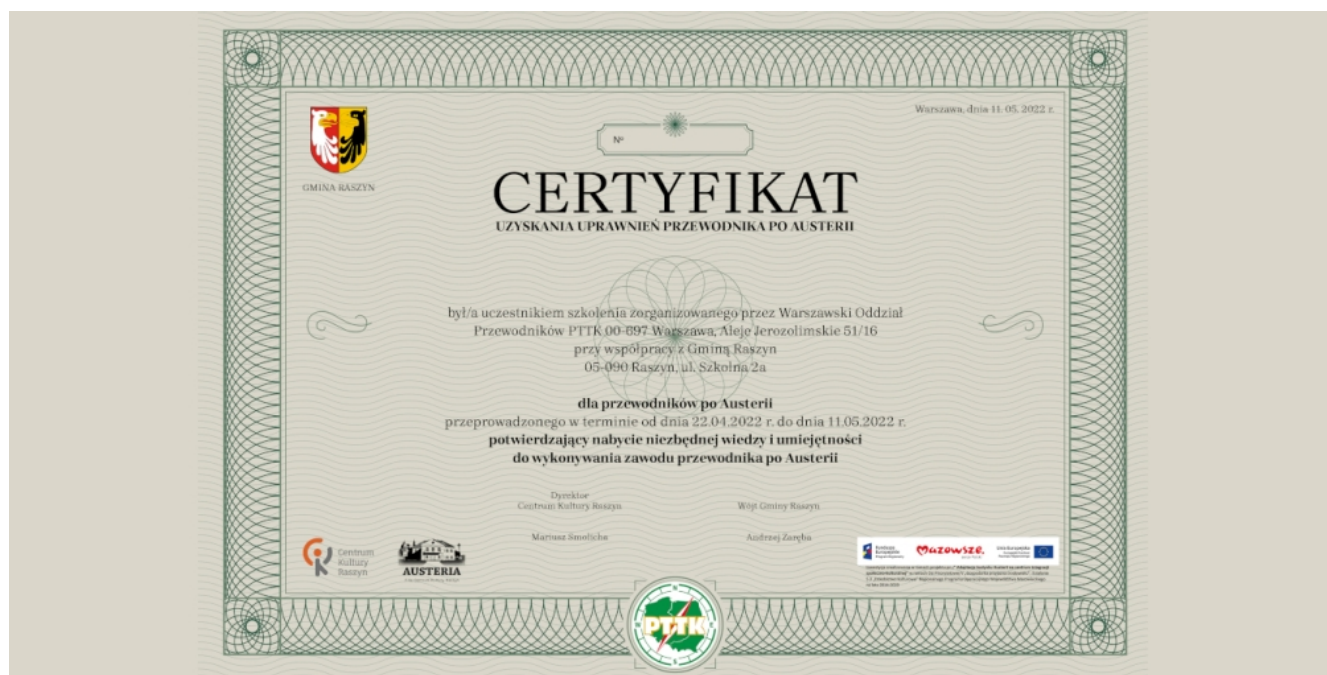 Warszawa, dnia 11. 05. 2022 r.
GMINA RASZYN
Nº
CERTYFIKAT
UZYSKANIA UPRAWNIEŃ PRZEWODNIKA PO AUSTERII
był/a uczestnikiem szkolenia zorganizowanego przez Warszawski Oddział
Przewodników PTTK 00-697 Warszawa, Aleje Jerozolimskie 51/16
przy współpracy z Gminą Raszyn
05-090 Raszyn, ul. Szkolna 2a
dla przewodników po Austerii
przeprowadzonego w terminie od dnia 22.04.2022 r. do dnia 11.05.2022 r.
potwierdzający nabycie niezbędnej wiedzy i umiejętności
do wykonywania zawodu przewodnika po Austerii
Dyrektor
Centrum Kultury Raszyn
Mariusz Smolicha
Wójt Gminy Raszyn
Andrzej Zaręba
Centrum
Kultury
Raszyn
AUSTERIA
Fundusze
Europejskie
Mazowsze.
Unia Europejska
PTTK